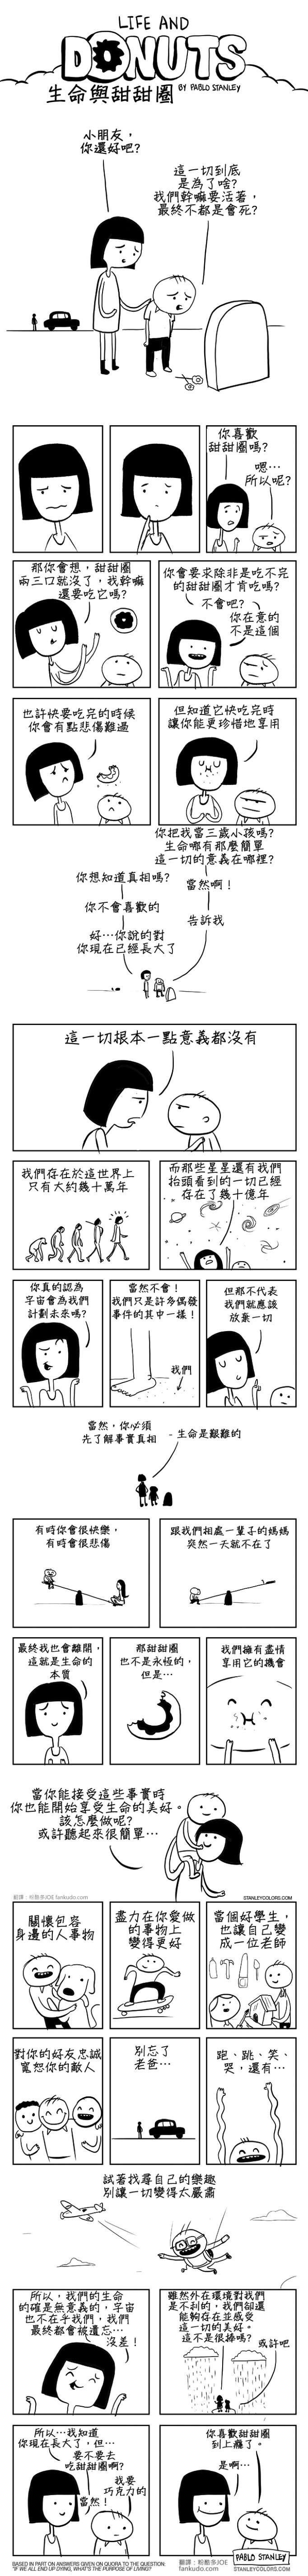 LIFE AND
DONUTS
生命與甜甜圈 BY PABLO STANLEY
小朋友，
你還好吧?
這一切到底
是為了啥?
我們幹嘛要活著，
最終不都是會死?
你喜歡
甜甜圈嗎?
嗯…
所以呢?
那你會想，甜甜圈
兩三口就沒了，我幹嘛
還要吃它嗎?
你會要求除非是吃不完
的甜甜圈才肯吃嗎?
不會吧?
你在意的
不是這個
也許快要吃完的時候
你會有點悲傷難過
但知道它快吃完時
讓你能更珍惜地享用
你把我當三歲小孩嗎?
生命哪有那麼簡單
這一切的意義在哪裡?
你想知道真相嗎?
當然啊!
你不會喜歡的
告訴我
好…你說的對
你現在已經長大了
這一切根本一點意義都沒有
我們存在於這世界上
只有大約幾十萬年
而那些星星還有我們
抬頭看到的一切已經
存在了幾十億年
你真的認為
宇宙會為我們
計劃未來嗎?
當然不會!
我們只是許多偶發
事件的其中一樣!
我們
但那不代表
我們就應該
放棄一切
當然，你必須
先了解事實真相
- 生命是艱難的
有時你會很快樂，
有時會很悲傷
跟我們相處一輩子的媽媽
突然一天就不在了
最終我也會離開，
這就是生命的
本質
那甜甜圈
也不是永恆的，
但是…
我們擁有盡情
享用它的機會
當你能接受這些事實時
你也能開始享受生命的美好。
該怎麼做呢?
或許聽起來很簡單…
翻譯：粉骷多JOE fankudo.com
STANLEYCOLORS.COM
關懷包容
身邊的人事物
盡力在你愛做
的事物上
變得更好
當個好學生，
也讓自己變
成一位老師
對你的好友忠誠
寬恕你的敵人
別忘了
老爸…
跑、跳、笑、
哭，還有…
試著找尋自己的樂趣
別讓一切變得太嚴肅
所以，我們的生命
的確是無意義的，宇宙
也不在乎我們，我們
最終都會被遺忘…
沒差!
雖然外在環境對我們
是不利的，我們卻還
能夠存在並感受
這一切的美好。
這不是很棒嗎?
或許吧
所以…我知道
你現在長大了，但…
要不要去
吃甜甜圈啊?
我要
巧克力的
當然!
你喜歡甜甜圈
到上癮了。
是啊…
PABLO STANLEY
BASED IN PART ON ANSWERS GIVEN ON QUORA TO THE QUESTION
"IF WE ALL END UP DYING, WHAT'S THE PURPOSE OF LIVING?"
翻譯：粉骷多JOE
fankudo.com
STANLEYCOLORS.COM